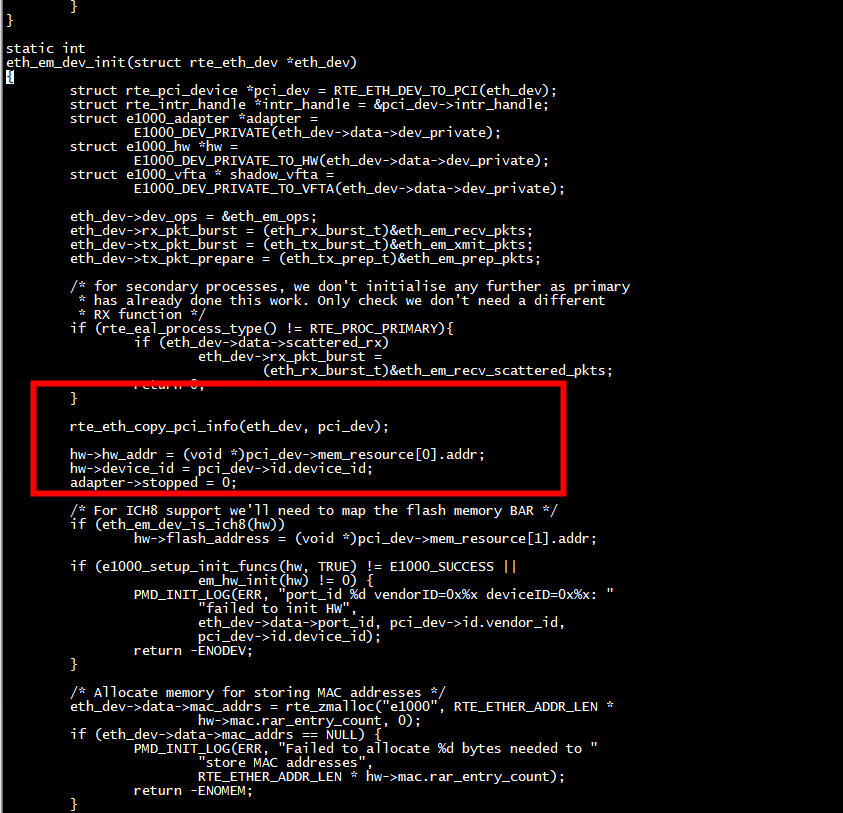 }
}

static int
eth_em_dev_init(struct rte_eth_dev *eth_dev)
{
        struct rte_pci_device *pci_dev = RTE_ETH_DEV_TO_PCI(eth_dev);
        struct rte_intr_handle *intr_handle = &pci_dev->intr_handle;
        struct e1000_adapter *adapter =
                E1000_DEV_PRIVATE(eth_dev->data->dev_private);
        struct e1000_hw *hw =
                E1000_DEV_PRIVATE_TO_HW(eth_dev->data->dev_private);
        struct e1000_vfta * shadow_vfta =
                E1000_DEV_PRIVATE_TO_VFTA(eth_dev->data->dev_private);

        eth_dev->dev_ops = &eth_em_ops;
        eth_dev->rx_pkt_burst = (eth_rx_burst_t)&eth_em_recv_pkts;
        eth_dev->tx_pkt_burst = (eth_tx_burst_t)&eth_em_xmit_pkts;
        eth_dev->tx_pkt_prepare = (eth_tx_prep_t)&eth_em_prep_pkts;

        /* for secondary processes, we don't initialise any further as primary
         * has already done this work. Only check we don't need a different
         * RX function */
        if (rte_eal_process_type() != RTE_PROC_PRIMARY){
                if (eth_dev->data->scattered_rx)
                        eth_dev->rx_pkt_burst =
                                (eth_rx_burst_t)&eth_em_recv_scattered_pkts;
                return 0;
        }

        rte_eth_copy_pci_info(eth_dev, pci_dev);

        hw->hw_addr = (void *)pci_dev->mem_resource[0].addr;
        hw->device_id = pci_dev->id.device_id;
        adapter->stopped = 0;

        /* For ICH8 support we'll need to map the flash memory BAR */
        if (eth_em_dev_is_ich8(hw))
                hw->flash_address = (void *)pci_dev->mem_resource[1].addr;

        if (e1000_setup_init_funcs(hw, TRUE) != E1000_SUCCESS ||
                        em_hw_init(hw) != 0) {
                PMD_INIT_LOG(ERR, "port_id %d vendorID=0x%x deviceID=0x%x: "
                        "failed to init HW",
                        eth_dev->data->port_id, pci_dev->id.vendor_id,
                        pci_dev->id.device_id);
                return -ENODEV;
        }

        /* Allocate memory for storing MAC addresses */
        eth_dev->data->mac_addrs = rte_zmalloc("e1000", RTE_ETHER_ADDR_LEN *
                        hw->mac.rar_entry_count, 0);
        if (eth_dev->data->mac_addrs == NULL) {
                PMD_INIT_LOG(ERR, "Failed to allocate %d bytes needed to "
                        "store MAC addresses",
                        RTE_ETHER_ADDR_LEN * hw->mac.rar_entry_count);
                return -ENOMEM;
        }